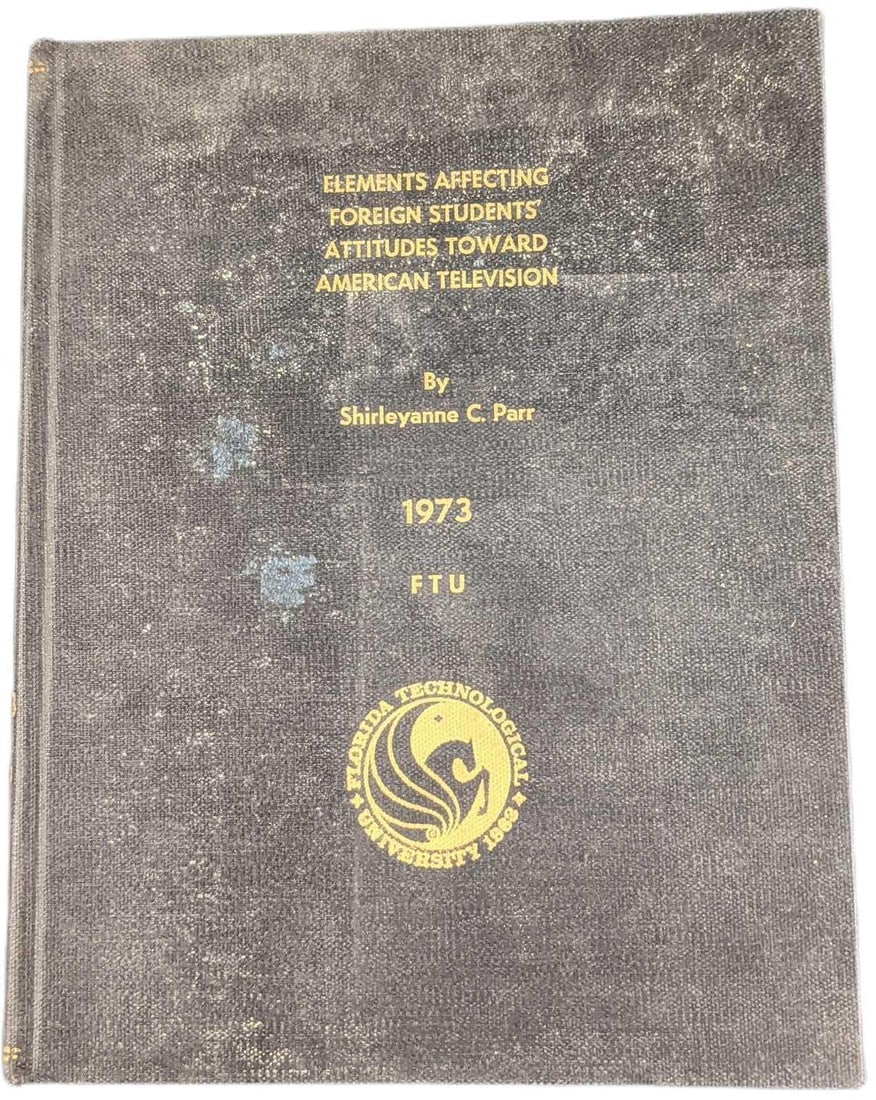 ELEMENTS AFFECTING
FOREIGN STUDENTS'
ATTITUDES TOWARD
AMERICAN TELEVISION
By
Shirleyanne C. Parr
1973
FTU
FLORIDA TECHNOLOGICAL
UNIVERSITY 1963